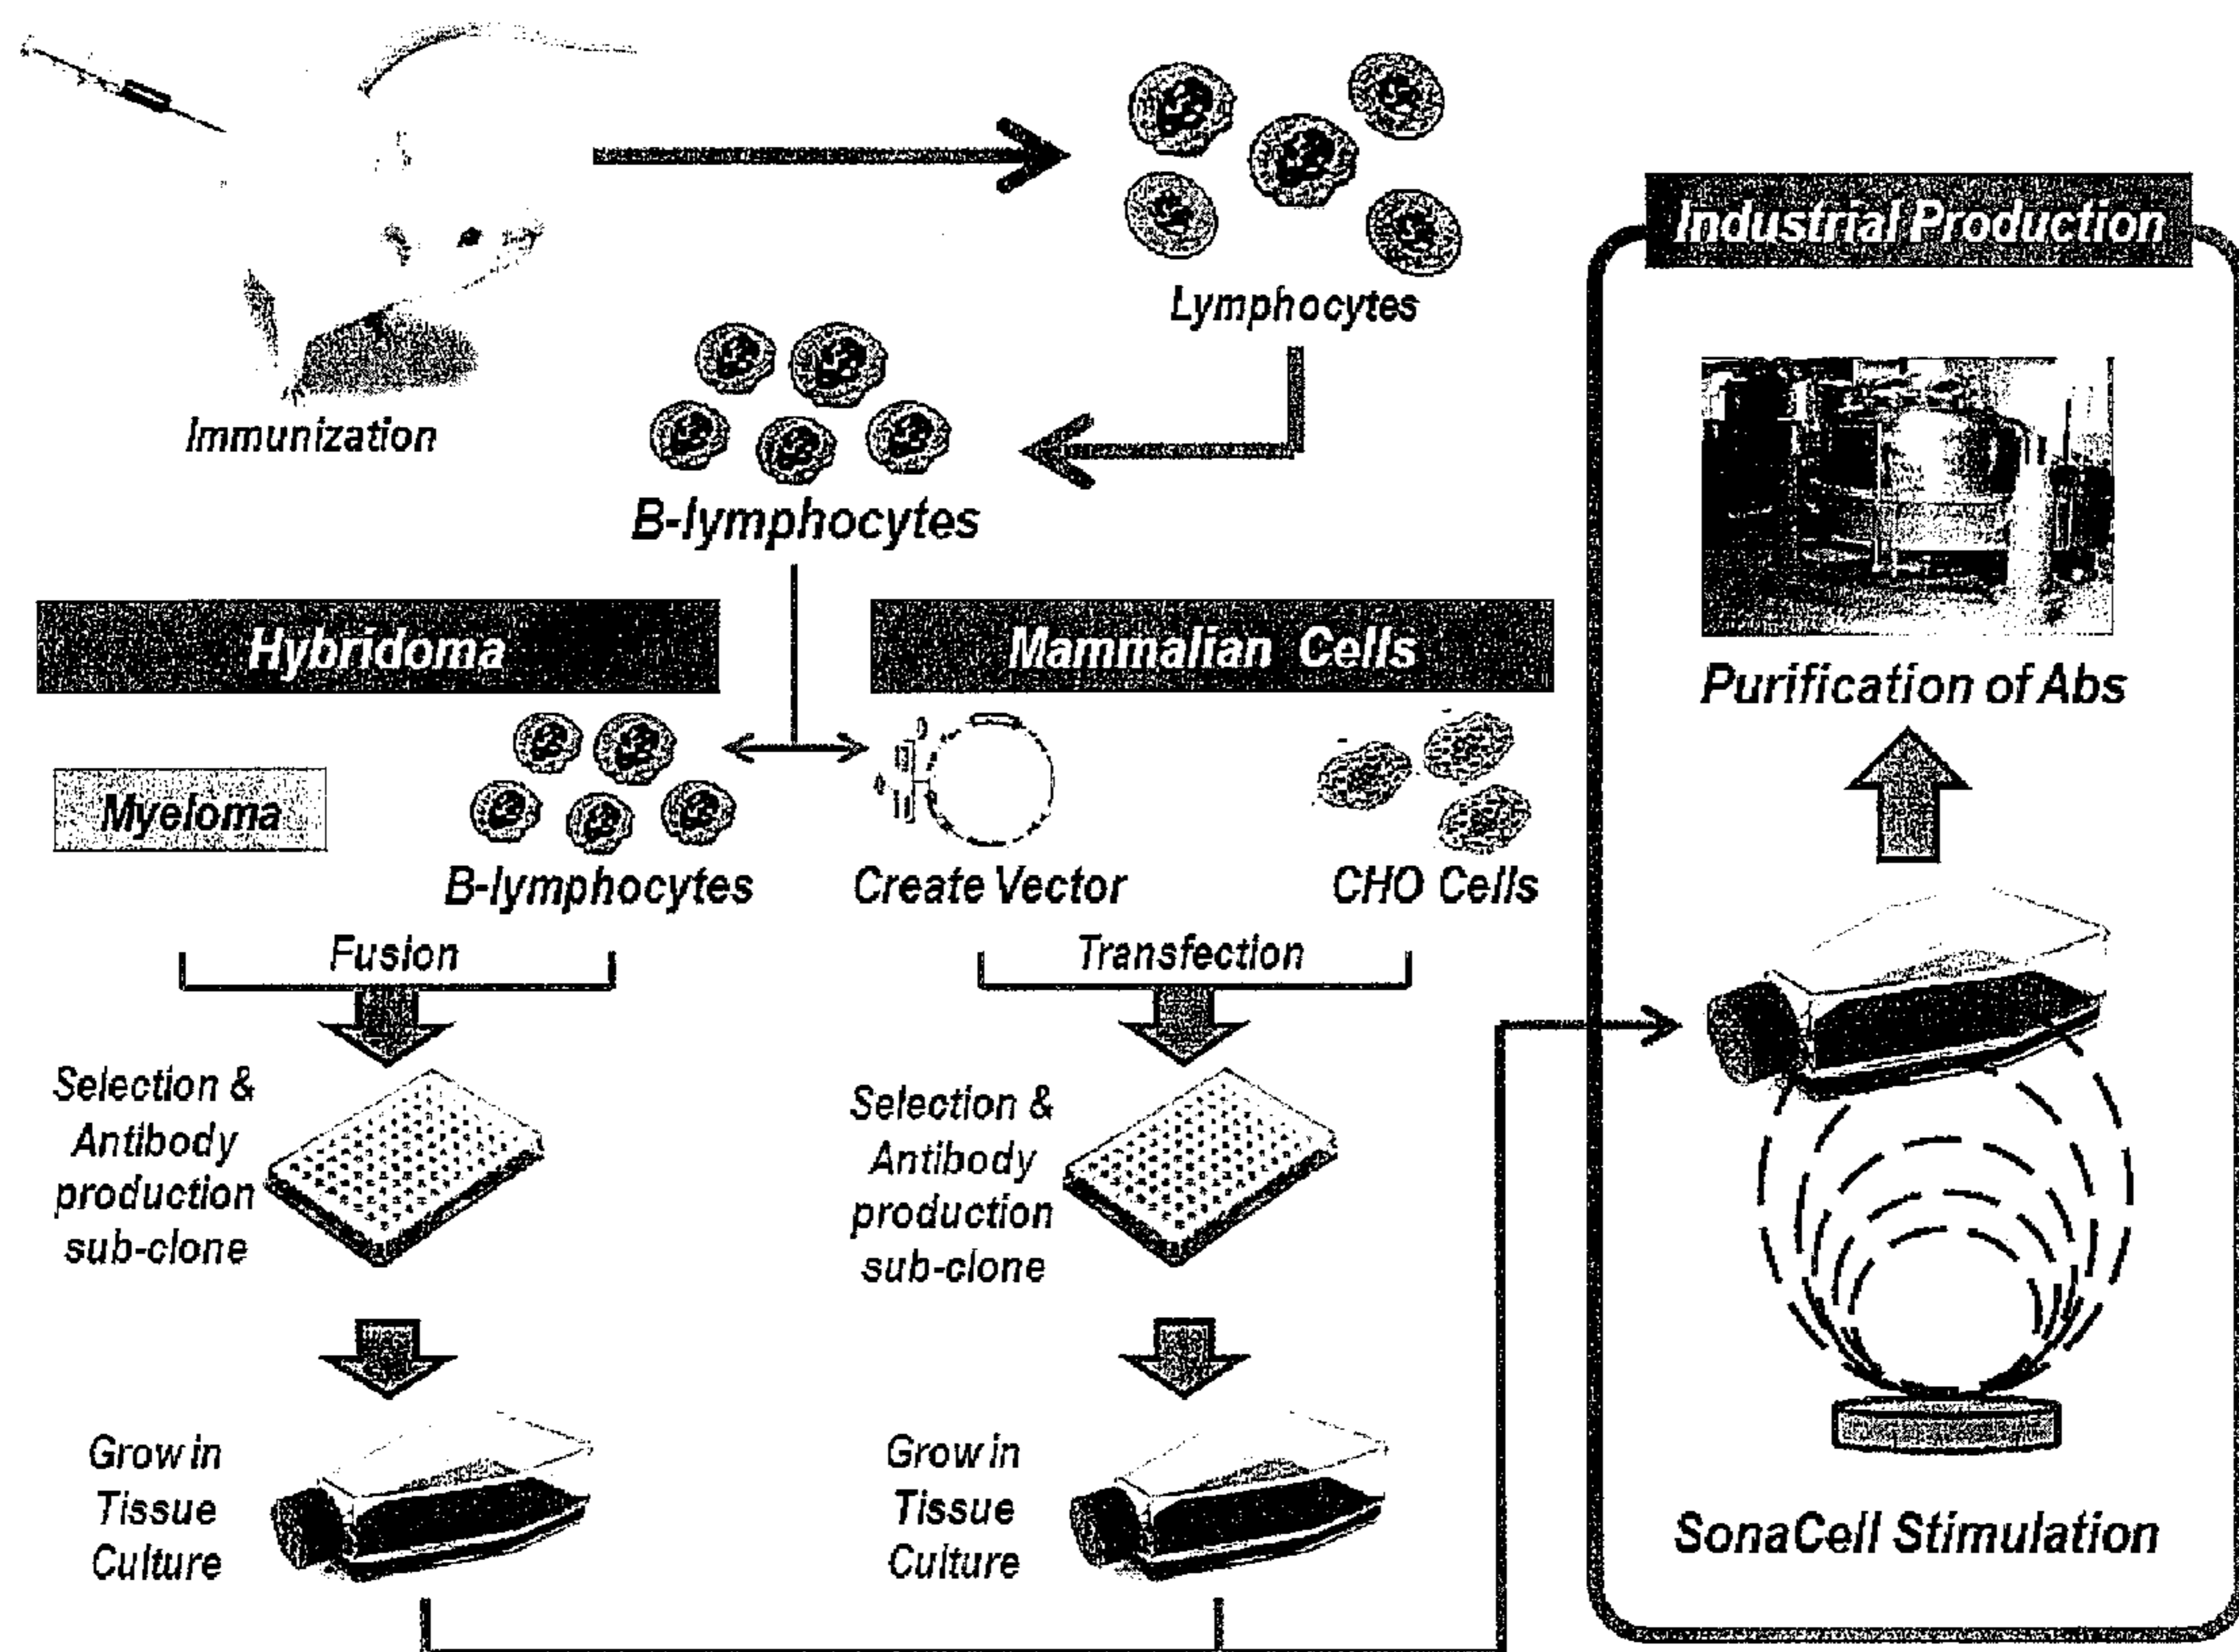 Immunization
Lymphocytes
B-lymphocytes
Hybridoma
Myeloma
B-lymphocytes
Fusion
Selection &
Antibody
production
sub-clone
Grow in
Tissue
Culture
Mammalian Cells
Create Vector
CHO Cells
Transfection
Selection &
Antibody
production
sub-clone
Grow in
Tissue
Culture
Industrial Production
Purification of Abs
SonaCell Stimulation